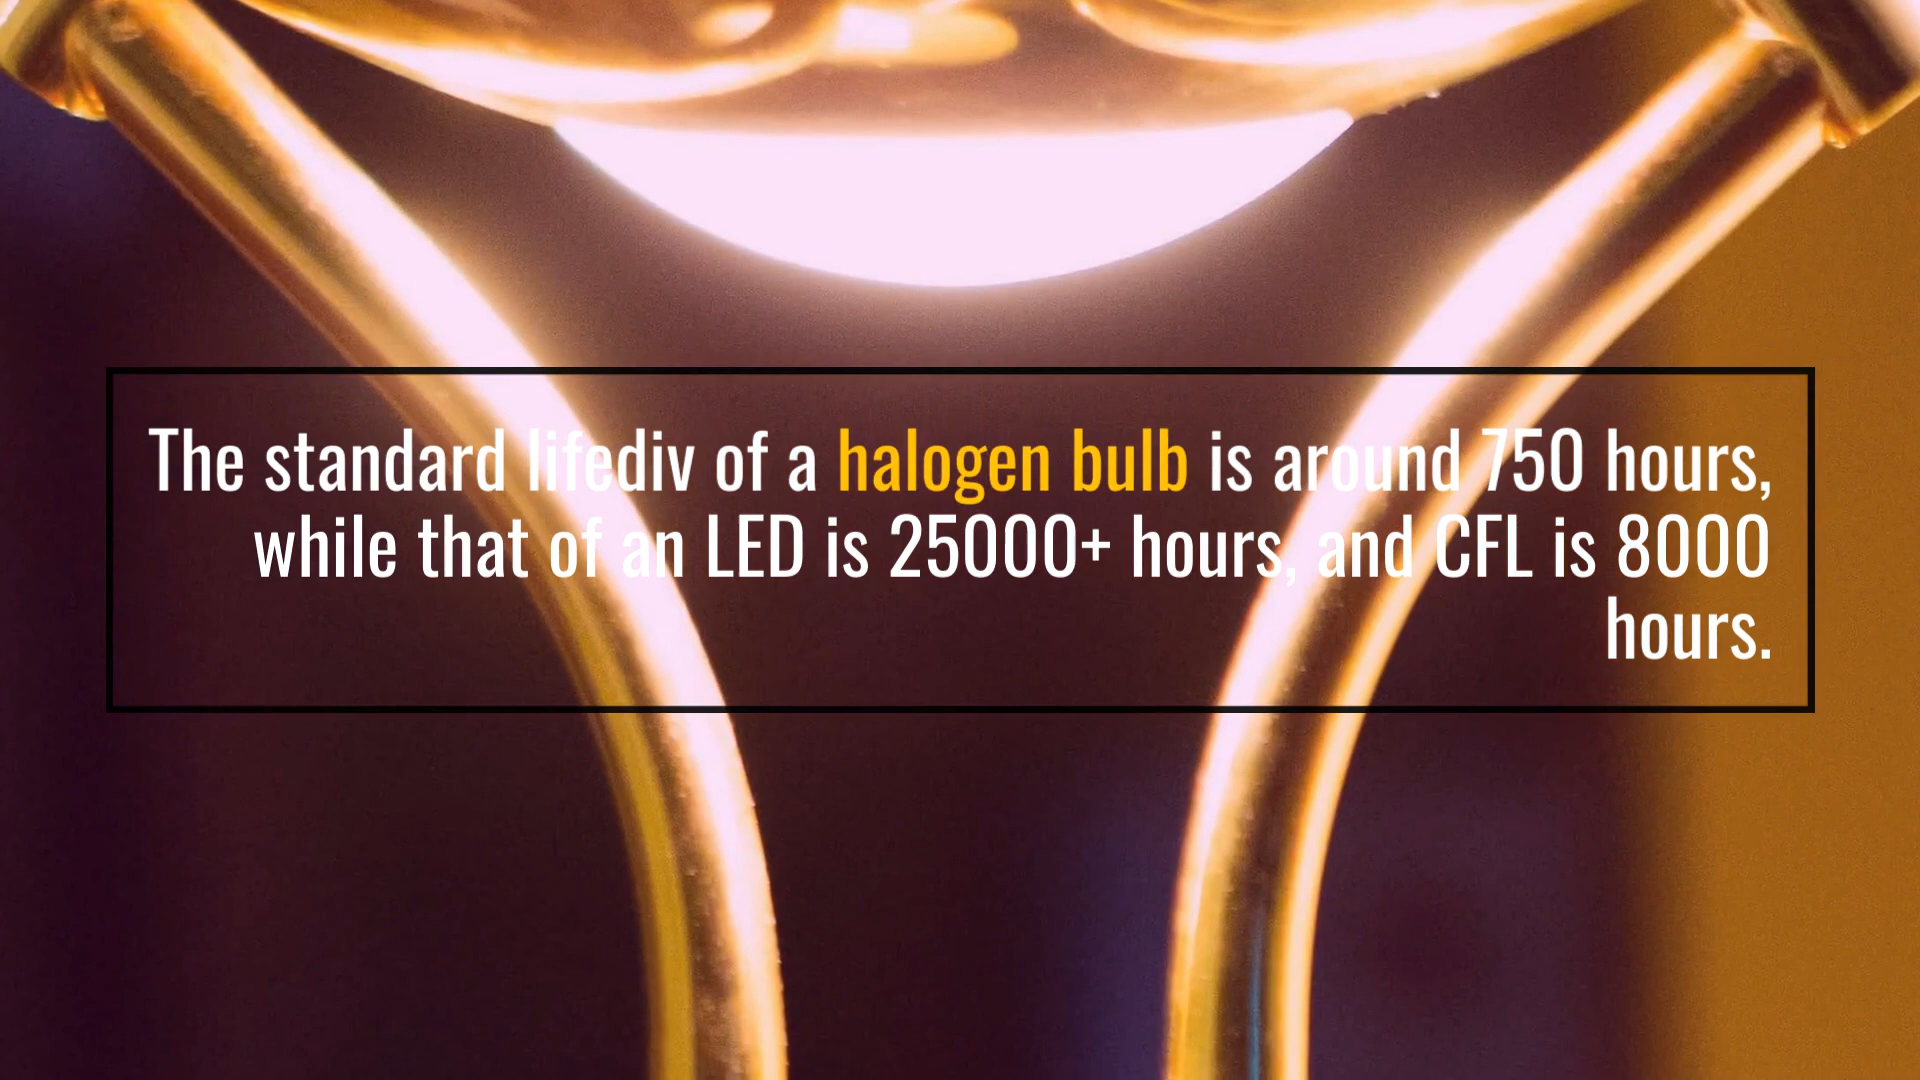 The standard lifediv of a halogen bulb is around 750 hours,
while that of an LED is 25000+ hours, and CFL is 8000
hours.